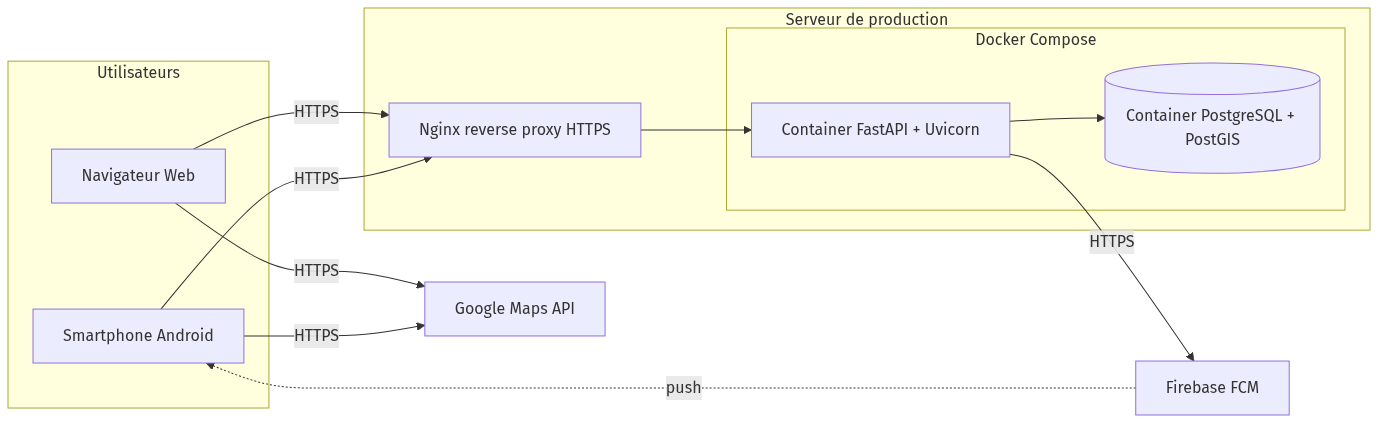 Serveur de production
Docker Compose
Utilisateurs
HTTPS
Nginx reverse proxy HTTPS
Container FastAPI + Uvicorn
Container PostgreSQL +
PostGIS
Navigateur Web
HTTPS
HTTPS
HTTPS
Google Maps API
Smartphone Android
HTTPS
push
Firebase FCM